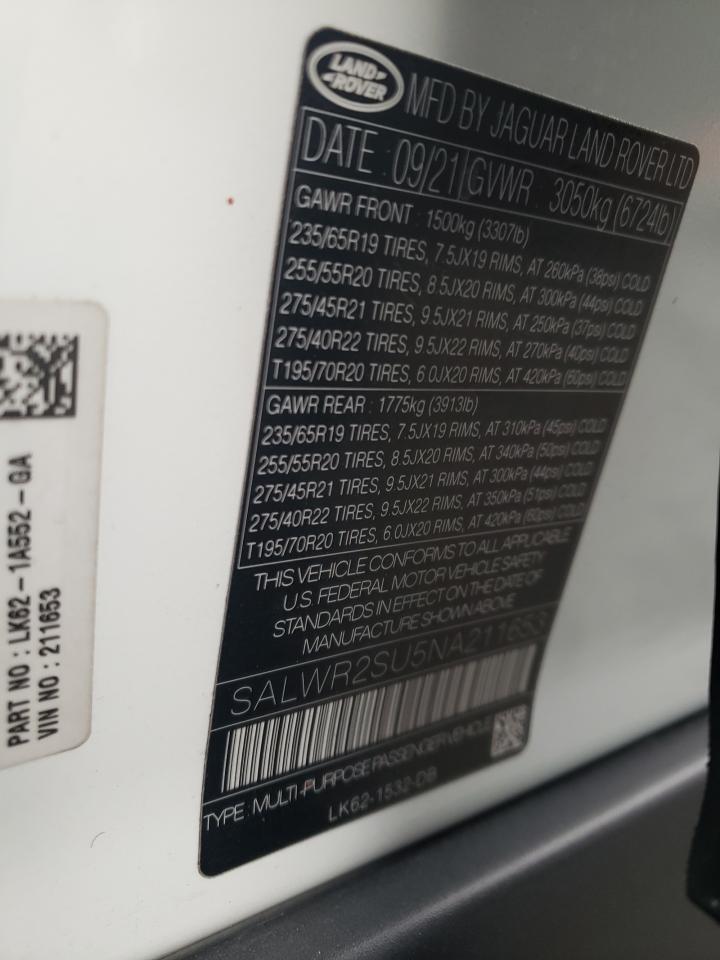 LAND ROVER
MFD BY JAGUAR LAND ROVER LTD
DATE : 09/21 GVWR : 3050kg (6724lb)
GAWR FRONT : 1500kg (3307lb)
235/65R19 TIRES, 7.5JX19 RIMS, AT 260kPa (38psi) COLD
255/55R20 TIRES, 8.5JX20 RIMS, AT 300kPa (44psi) COLD
275/45R21 TIRES, 9.5JX21 RIMS, AT 250kPa (37psi) COLD
275/40R22 TIRES, 9.5JX22 RIMS, AT 270kPa (40psi) COLD
T195/70R20 TIRES, 6.0JX20 RIMS, AT 420kPa (60psi) COLD
GAWR REAR : 1775kg (3913lb)
235/65R19 TIRES, 7.5JX19 RIMS, AT 310kPa (45psi) COLD
255/55R20 TIRES, 8.5JX20 RIMS, AT 340kPa (50psi) COLD
275/45R21 TIRES, 9.5JX21 RIMS, AT 300kPa (44psi) COLD
275/40R22 TIRES, 9.5JX22 RIMS, AT 350kPa (51psi) COLD
T195/70R20 TIRES, 6.0JX20 RIMS, AT 420kPa (60psi) COLD
THIS VEHICLE CONFORMS TO ALL APPLICABLE
U.S. FEDERAL MOTOR VEHICLE SAFETY
STANDARDS IN EFFECT ON THE DATE OF
MANUFACTURE SHOWN ABOVE
SALWR2SU5NA211653
TYPE: MULTI-PURPOSE PASSENGER VEHICLE
LK62-1532-DB
PART NO : LK62-1A552-GA
VIN NO : 211653